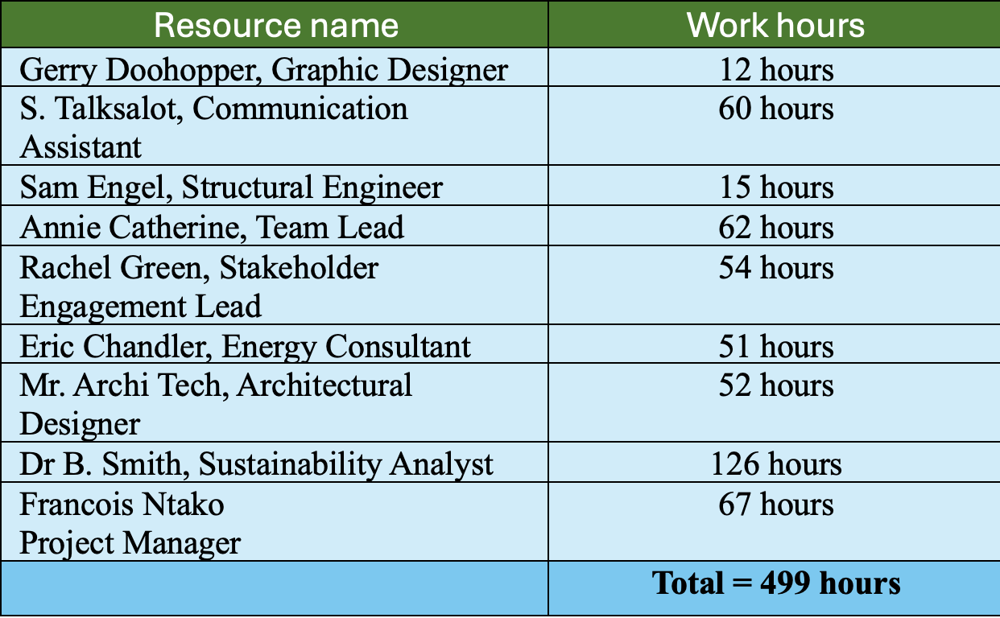 Resource name
Work hours
Gerry Doohopper, Graphic Designer
12 hours
S. Talksalot, Communication
Assistant
60 hours
Sam Engel, Structural Engineer
15 hours
Annie Catherine, Team Lead
62 hours
Rachel Green, Stakeholder
Engagement Lead
54 hours
Eric Chandler, Energy Consultant
51 hours
Mr. Archi Tech, Architectural
Designer
52 hours
Dr B. Smith, Sustainability Analyst
126 hours
Francois Ntako
Project Manager
67 hours
Total = 499 hours